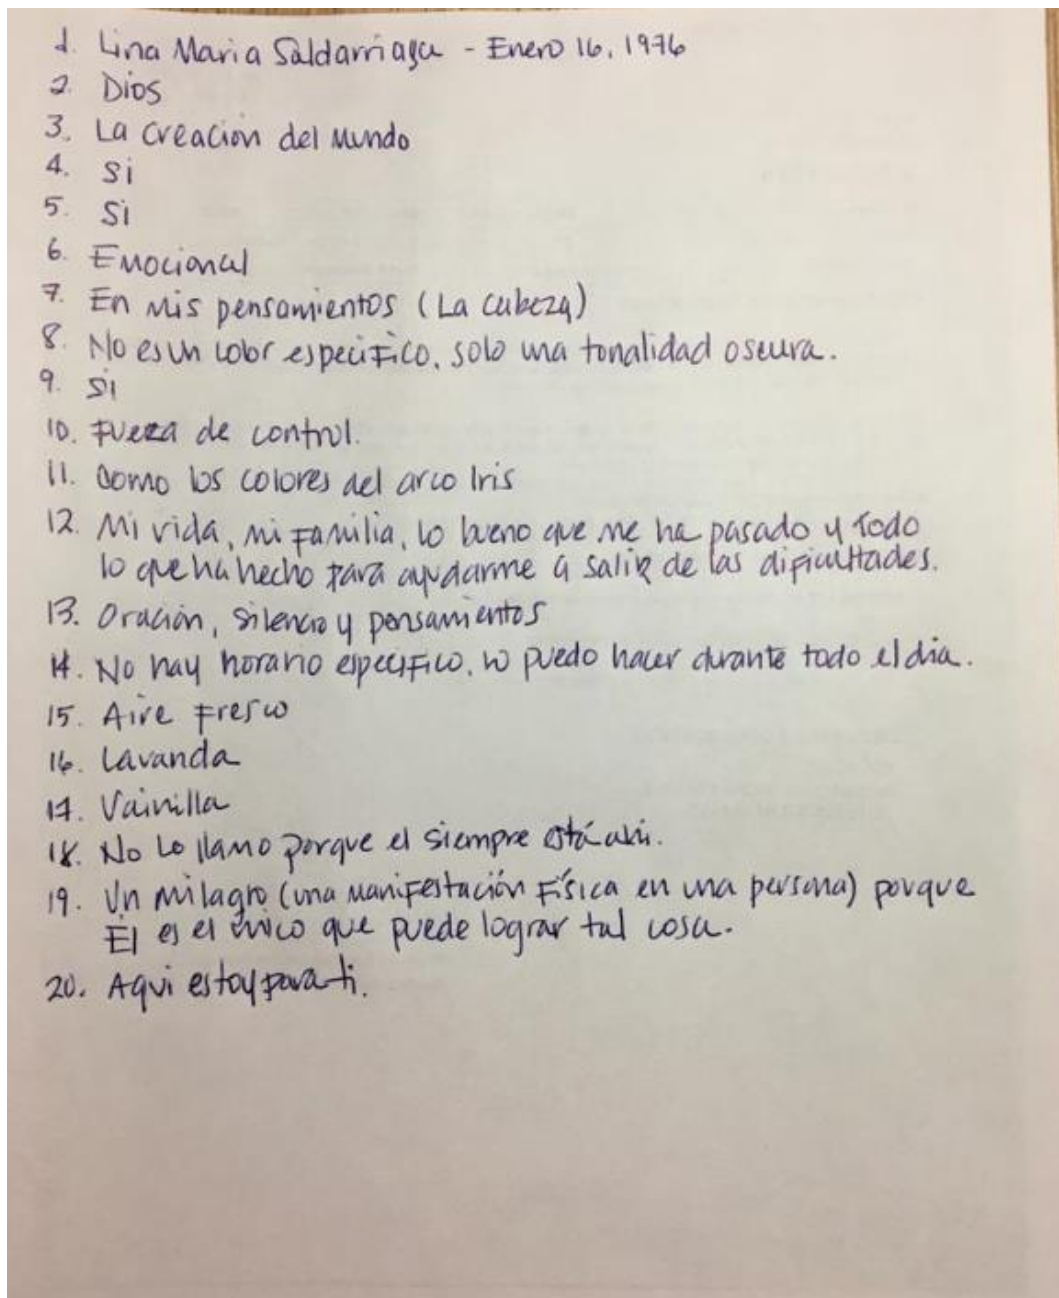 1. Lina Maria Saldarriaga - Enero 16, 1976
2. Dios
3. La creación del mundo
4. Si
5. Si
6. Emocional
7. En mis pensamientos (La cabeza)
8. No es un color específico, solo una tonalidad oscura.
9. Si
10. Fuerza de control.
11. Como los colores del arco Iris
12. Mi vida, mi familia, lo bueno que me ha pasado y todo
lo que ha hecho para ayudarme a salir de las dificultades.
13. Oración, silencio y pensamientos
14. No hay horario específico, lo puedo hacer durante todo el dia.
15. Aire Fresco
16. Lavanda
17. Vainilla
18. No Lo llamo porque el siempre está ahi.
19. Un milagro (una manifestación Física en una persona) porque
Él es el único que puede lograr tal cosa.
20. Aqui estoy para ti.